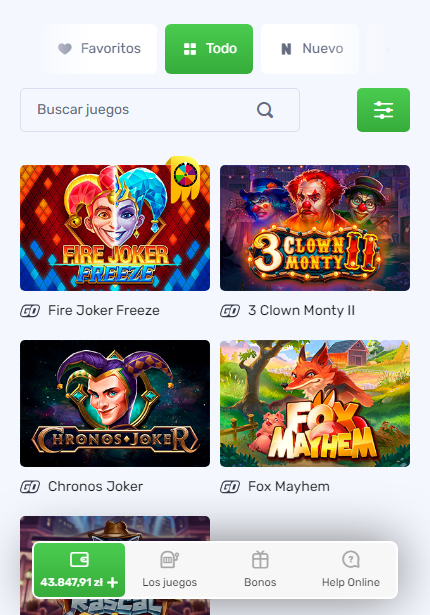 Favoritos
Todo
Nuevo
Buscar juegos
FIRE JOKER
FREEZE
3 CLOWN
MONTY II
GO Fire Joker Freeze
GO 3 Clown Monty II
CHRONOS JOKER
FOX
MAYHEM
GO Chronos Joker
GO Fox Mayhem
Rascal
43.847,91 zł +
Los juegos
Bonos
Help Online